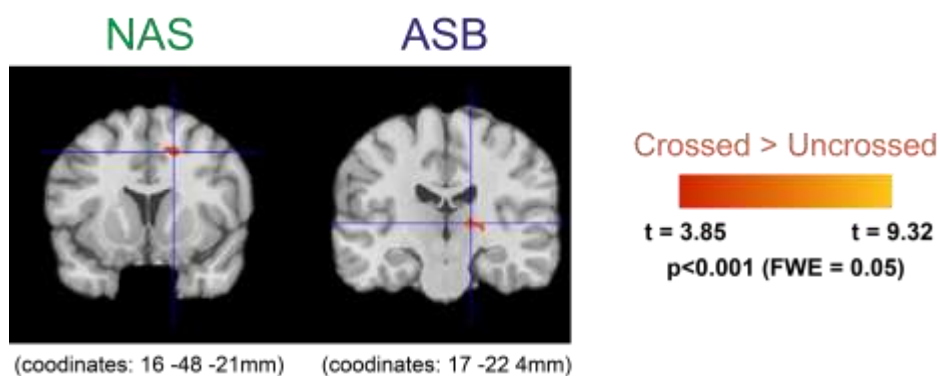 NAS
ASB
Crossed > Uncrossed
t = 3.85
t = 9.32
p<0.001 (FWE = 0.05)
(coodinates: 16 -48 -21mm)
(coodinates: 17 -22 4mm)